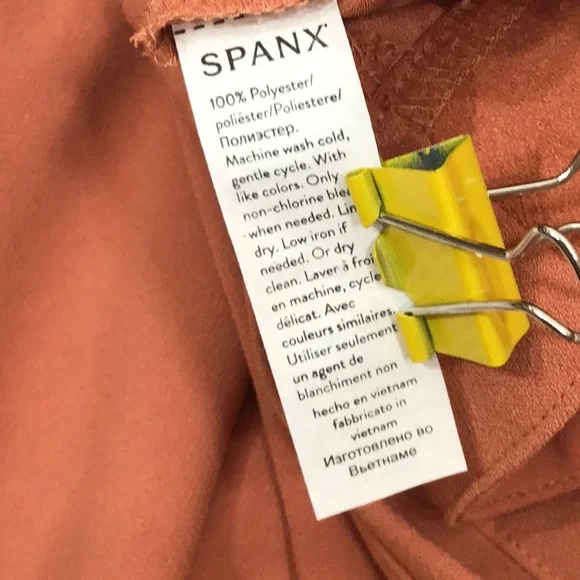 SPANX
100% Polyester/
poliéster/Poliestere/
Полиэстер.
Machine wash cold,
gentle cycle. With
like colors. Only
non-chlorine
when needed.
dry. Low iron if
needed. Or dry
clean. Laver à
en machine, cycle
délicat. Avec
couleurs similaires.
Utiliser seulement
un agent de
blanchiment non
hecho en vietnam
fabbricato in
vietnam
Изготовлено во
Вьетнаме